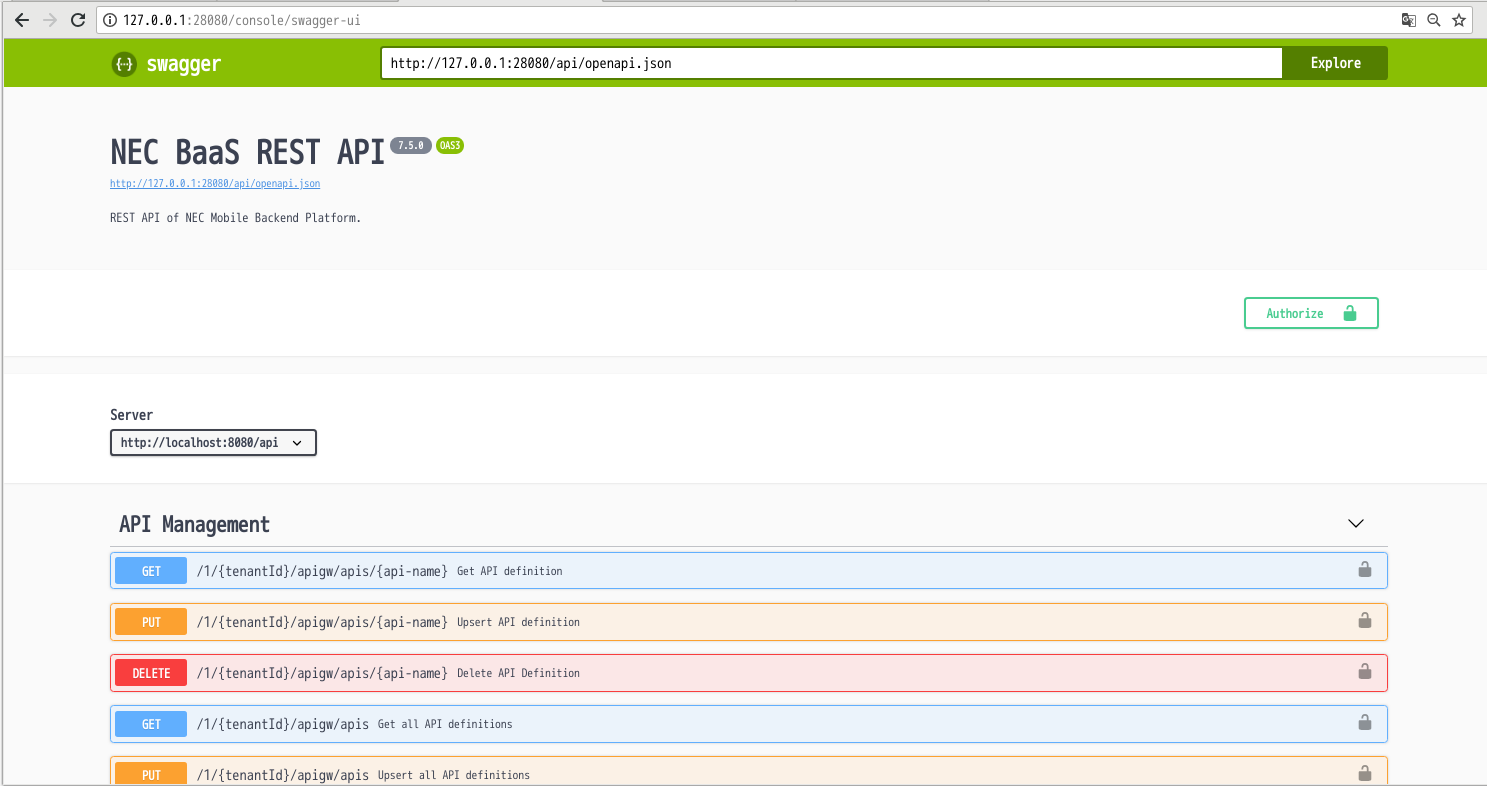 127.0.0.1:28080/console/swagger-ui
{··} swagger http://127.0.0.1:28080/api/openapi.json Explore
NEC BaaS REST API 7.5.0 OAS3
http://127.0.0.1:28080/api/openapi.json
REST API of NEC Mobile Backend Platform.
Authorize
Server
http://localhost:8080/api
API Management
GET /1/{tenantId}/apigw/apis/{api-name} Get API definition
PUT /1/{tenantId}/apigw/apis/{api-name} Upsert API definition
DELETE /1/{tenantId}/apigw/apis/{api-name} Delete API Definition
GET /1/{tenantId}/apigw/apis Get all API definitions
PUT /1/{tenantId}/apigw/apis Upsert all API definitions